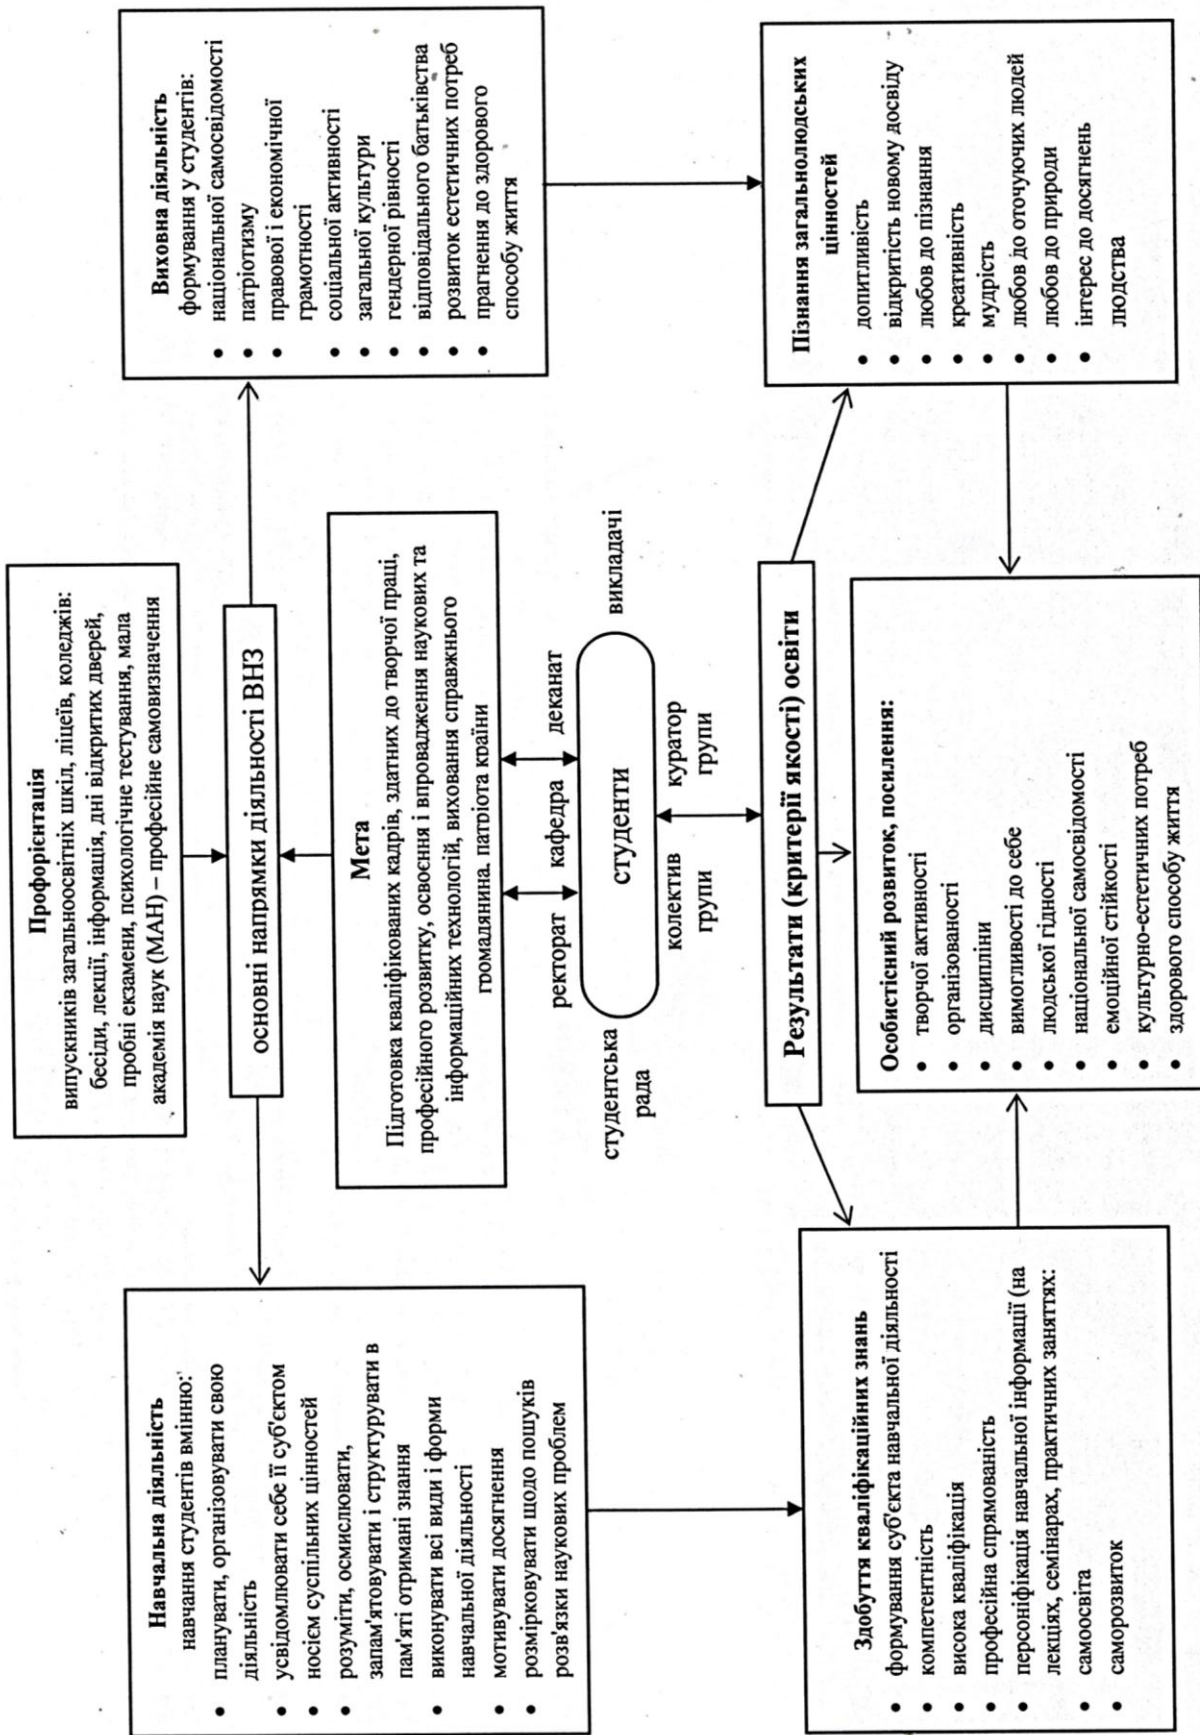 Профорієнтація
випускників загальноосвітніх шкіл, ліцеїв, коледжів:
бесіди, лекції, інформація, дні відкритих дверей,
пробні екзамени, психологічне тестування, мала
академія наук (МАН) – професійне самовизначення
основні напрямки діяльності ВНЗ
Навчальна діяльність
навчання студентів вмінню:
• планувати, організовувати свою
діяльність
• усвідомлювати себе її суб'єктом
• носієм суспільних цінностей
• розуміти, осмислювати,
запам'ятовувати і структурувати в
пам'яті отримані знання
• виконувати всі види і форми
навчальної діяльності
• мотивувати досягнення
• розмірковувати щодо пошуків
розв'язки наукових проблем
Мета
Підготовка кваліфікованих кадрів, здатних до творчої праці,
професійного розвитку, освоєння і впровадження наукових та
інформаційних технологій, виховання справжнього
громадянина. патріота країни
Виховна діяльність
формування у студентів:
• національної самосвідомості
• патріотизму
• правової і економічної
грамотності
• соціальної активності
• загальної культури
• гендерної рівності
• відповідального батьківства
• розвиток естетичних потреб
• прагнення до здорового
способу життя
ректорат кафедра деканат
студентська
рада
студенти
викладачі
колектив
групи
куратор
групи
Результати (критерії якості) освіти
Здобуття кваліфікаційних знань
• формування суб'єкта навчальної діяльності
• компетентність
• висока кваліфікація
• професійна спрямованість
• персоніфікація навчальної інформації (на
лекціях, семінарах, практичних заняттях:
• самоосвіта
• саморозвиток
Особистісний розвиток, посилення:
• творчої активності
• організованості
• дисципліни
• вимогливості до себе
• людської гідності
• національної самосвідомості
• емоційної стійкості
• культурно-естетичних потреб
• здорового способу життя
Пізнання загальнолюдських
цінностей
• допитливість
• відкритість новому досвіду
• любов до пізнання
• креативність
• мудрість
• любов до оточуючих людей
• любов до природи
• інтерес до досягнень
людства